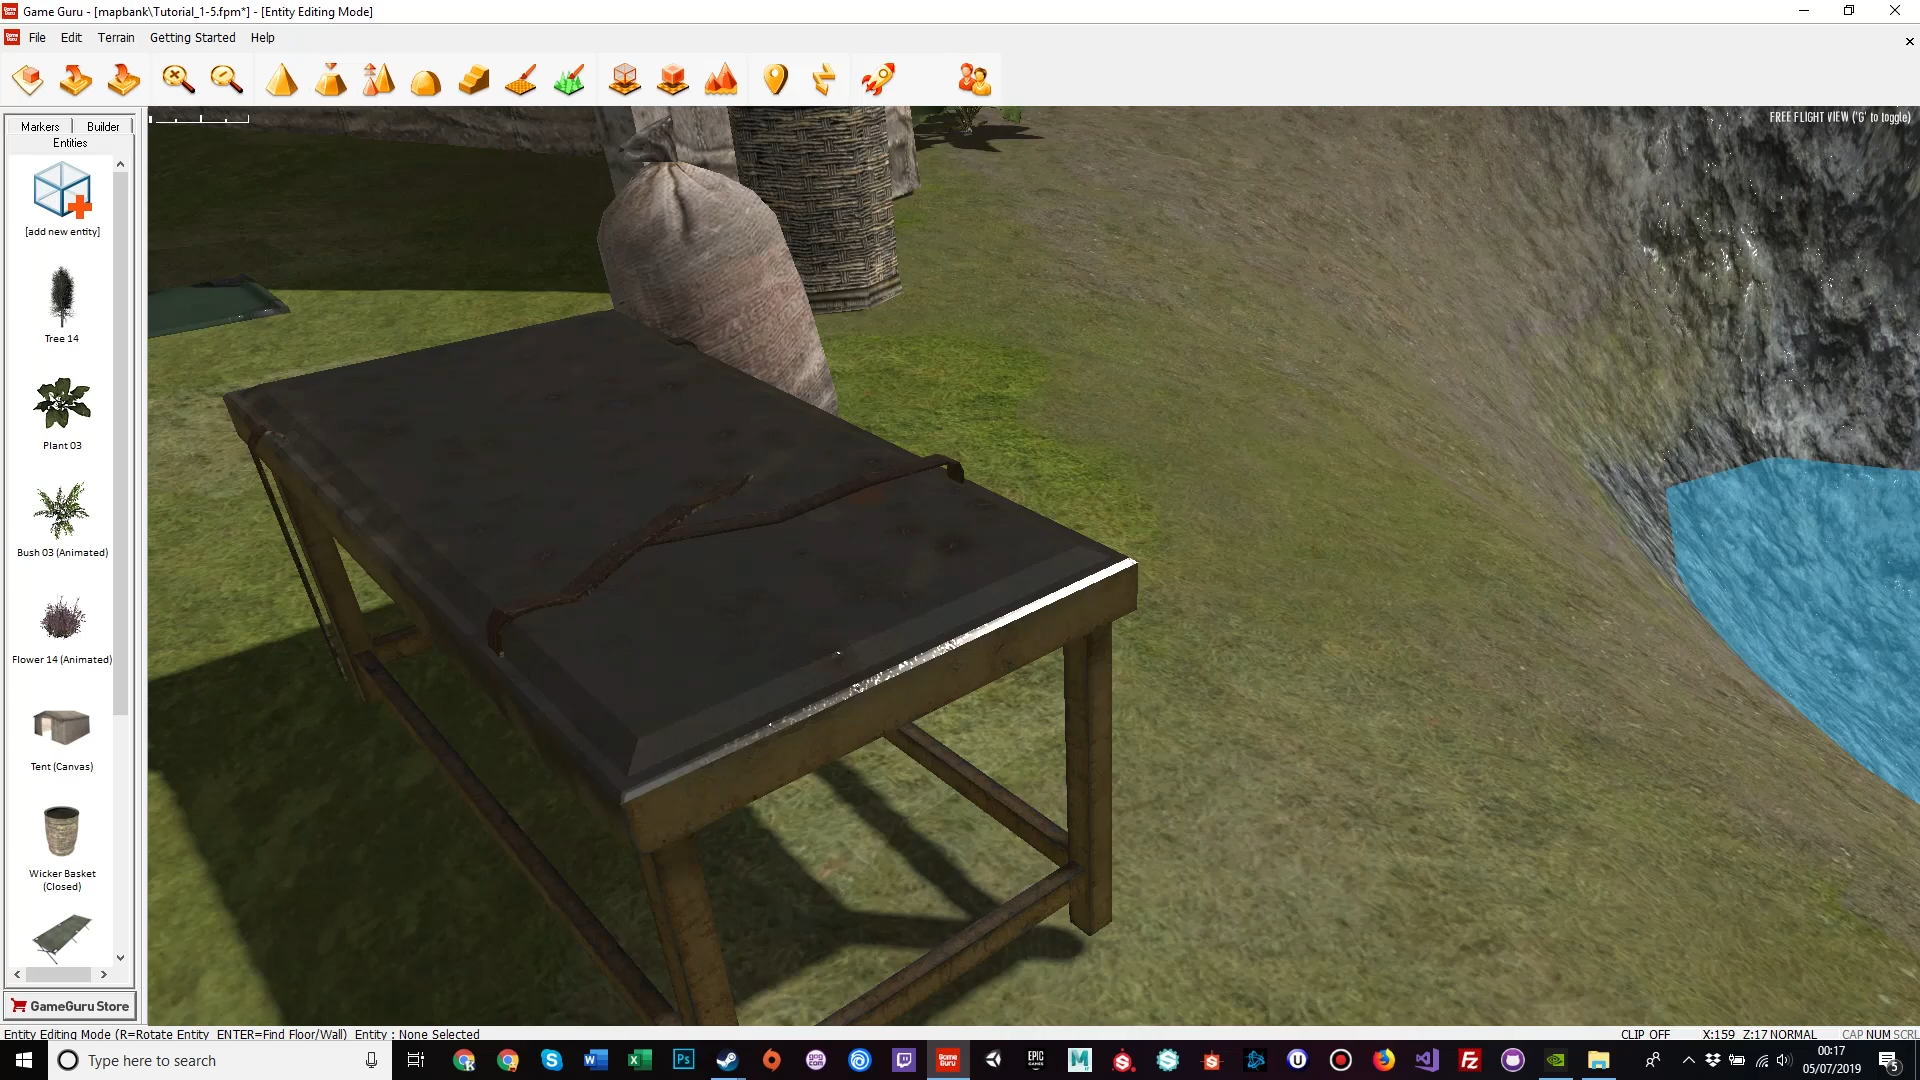 Game Guru - [mapbank\Tutorial_1-5.fpm*] - [Entity Editing Mode]
File Edit Terrain Getting Started Help
Markers Builder
Entities
FREE FLIGHT VIEW ('G' to toggle)
[add new entity]
Tree 14
Plant 03
Bush 03 (Animated)
Flower 14 (Animated)
Tent (Canvas)
Wicker Basket
(Closed)
GameGuru Store
Entity Editing Mode (R=Rotate Entity ENTER=Find Floor/Wall) Entity : None Selected
CLIP OFF X:159 Z:17 NORMAL CAP NUM SCRL
Type here to search
00:17
05/07/2019
5